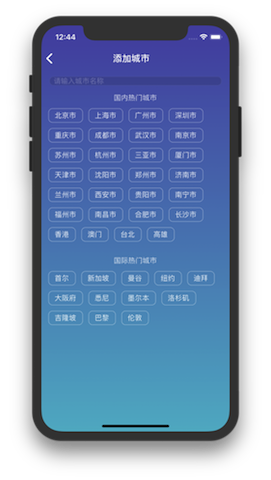 12:44
添加城市
请输入城市名称
国内热门城市
北京市 上海市 广州市 深圳市
重庆市 成都市 武汉市 南京市
苏州市 杭州市 三亚市 厦门市
天津市 沈阳市 郑州市 济南市
兰州市 西安市 贵阳市 南宁市
福州市 南昌市 合肥市 长沙市
香港 澳门 台北 高雄
国际热门城市
首尔 新加坡 曼谷 纽约 迪拜
大阪府 悉尼 墨尔本 洛杉矶
吉隆坡 巴黎 伦敦